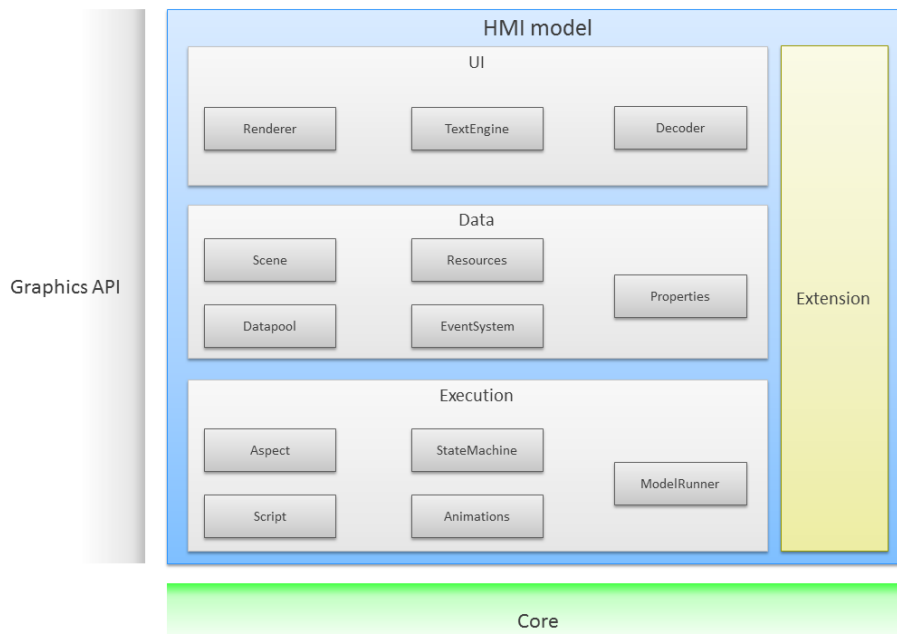 HMI model
UI
Renderer
TextEngine
Decoder
Data
Scene
Resources
Properties
Datapool
EventSystem
Graphics API
Extension
Execution
Aspect
StateMachine
ModelRunner
Script
Animations
Core